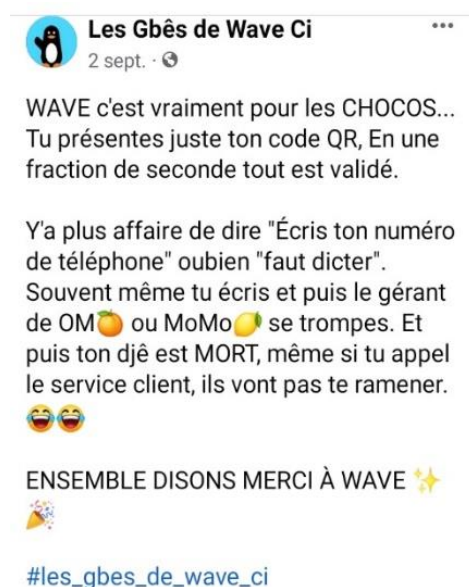 Les Gbês de Wave Ci
2 sept. ·
WAVE c'est vraiment pour les CHOCOS...
Tu présentes juste ton code QR, En une
fraction de seconde tout est validé.
Y'a plus affaire de dire "Écris ton numéro
de téléphone" oubien "faut dicter".
Souvent même tu écris et puis le gérant
de OM🍊 ou MoMo🍋 se trompes. Et
puis ton djê est MORT, même si tu appel
le service client, ils vont pas te ramener.
😂😂
ENSEMBLE DISONS MERCI À WAVE ✨
🎉
#les_gbes_de_wave_ci